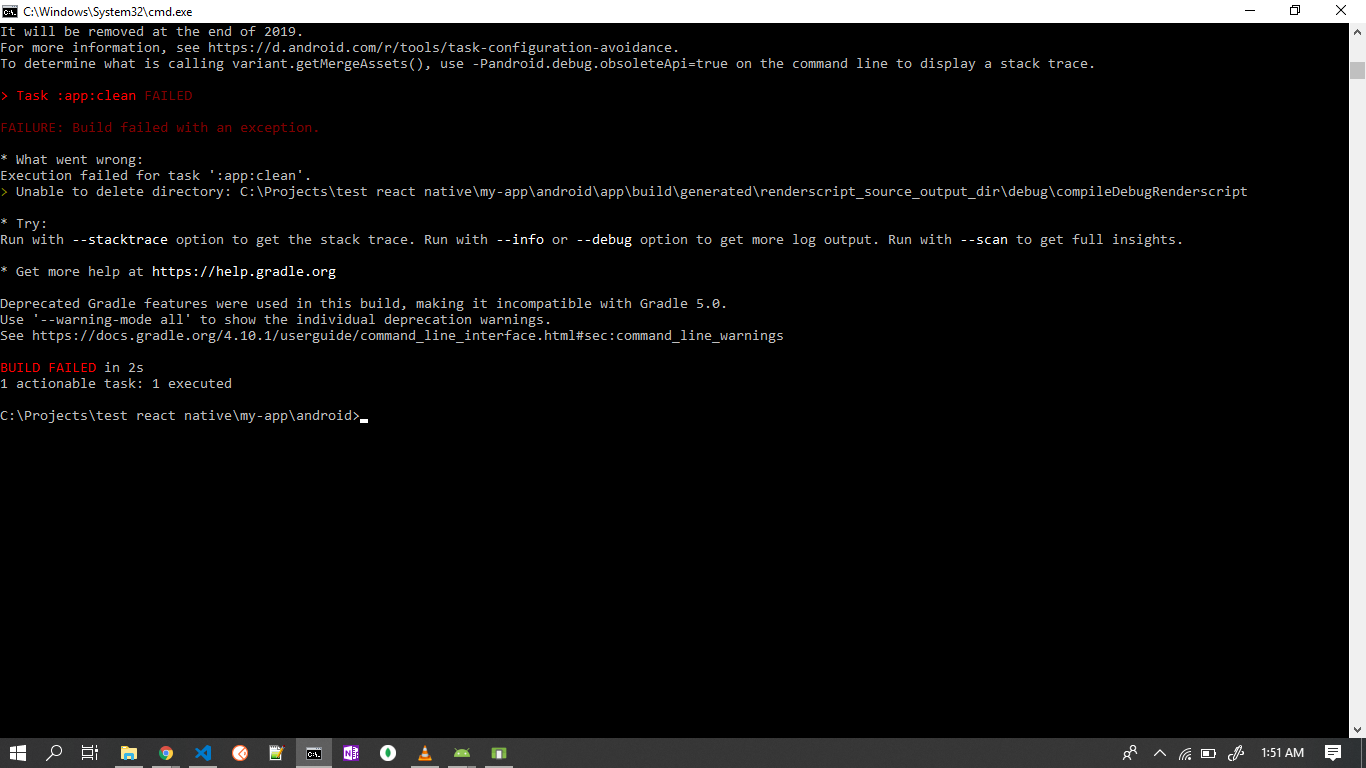 C:\Windows\System32\cmd.exe
It will be removed at the end of 2019.
For more information, see https://d.android.com/r/tools/task-configuration-avoidance.
To determine what is calling variant.getMergeAssets(), use -Pandroid.debug.obsoleteApi=true on the command line to display a stack trace.
> Task :app:clean FAILED
FAILURE: Build failed with an exception.
* What went wrong:
Execution failed for task ':app:clean'.
> Unable to delete directory: C:\Projects\test react native\my-app\android\app\build\generated\renderscript_source_output_dir\debug\compileDebugRenderscript
* Try:
Run with --stacktrace option to get the stack trace. Run with --info or --debug option to get more log output. Run with --scan to get full insights.
* Get more help at https://help.gradle.org
Deprecated Gradle features were used in this build, making it incompatible with Gradle 5.0.
Use '--warning-mode all' to show the individual deprecation warnings.
See https://docs.gradle.org/4.10.1/userguide/command_line_interface.html#sec:command_line_warnings
BUILD FAILED in 2s
1 actionable task: 1 executed
C:\Projects\test react native\my-app\android>
1:51 AM